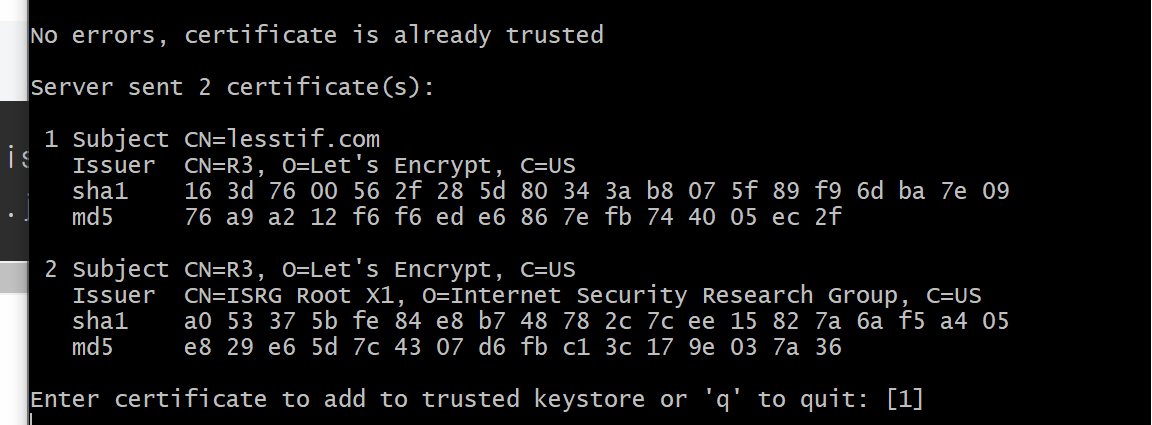 No errors, certificate is already trusted
Server sent 2 certificate(s):
1 Subject CN=lesstif.com
Issuer CN=R3, O=Let's Encrypt, C=US
sha1 16 3d 76 00 56 2f 28 5d 80 34 3a b8 07 5f 89 f9 6d ba 7e 09
md5 76 a9 a2 12 f6 f6 ed e6 86 7e fb 74 40 05 ec 2f
2 Subject CN=R3, O=Let's Encrypt, C=US
Issuer CN=ISRG Root X1, O=Internet Security Research Group, C=US
sha1 a0 53 37 5b fe 84 e8 b7 48 78 2c 7c ee 15 82 7a 6a f5 a4 05
md5 e8 29 e6 5d 7c 43 07 d6 fb c1 3c 17 9e 03 7a 36
Enter certificate to add to trusted keystore or 'q' to quit: [1]